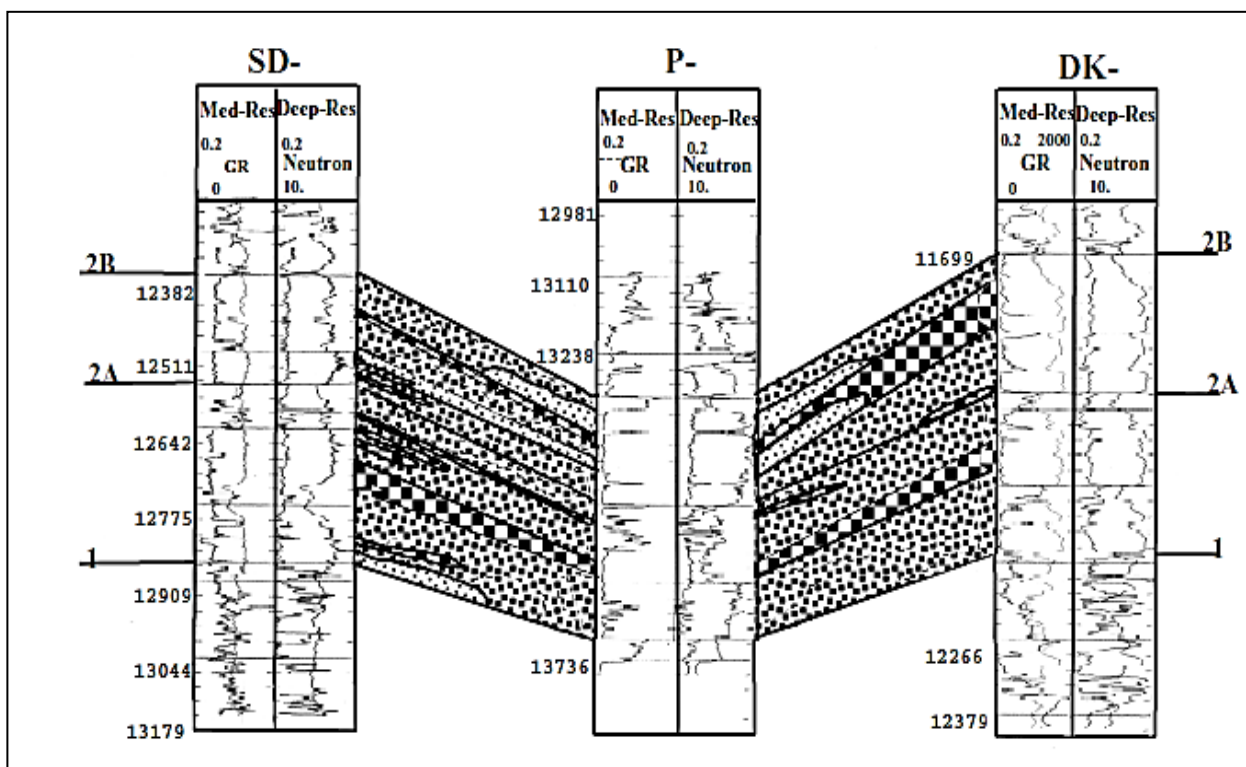 SD-
P-
DK-
Med-Res Deep-Res
0.2 0.2
GR Neutron
0 10.
Med-Res Deep-Res
0.2 0.2
GR Neutron
0 10.
Med-Res Deep-Res
0.2 2000 0.2
GR Neutron
0 10.
2B
12382
12511
2A
12642
12775
1
12909
13044
13179
12981
13110
13238
13736
11699
12266
12379
2B
2A
1